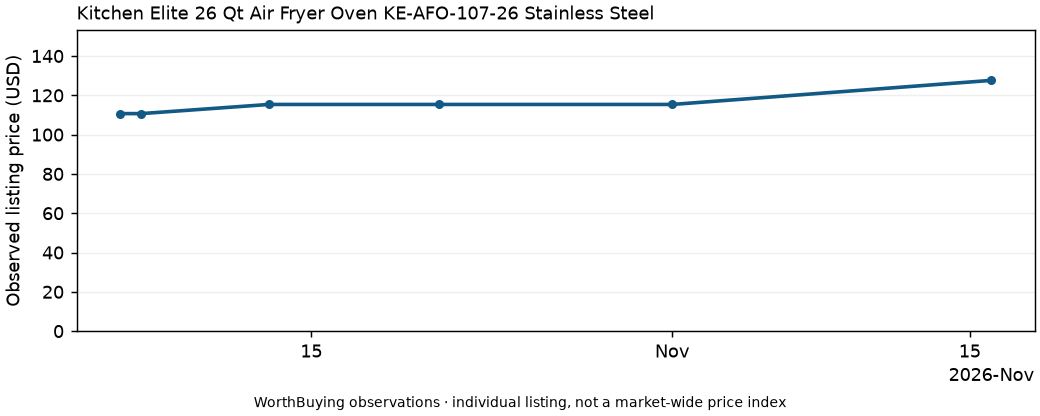 Kitchen Elite 26 Qt Air Fryer Oven KE-AFO-107-26 Stainless Steel
Observed listing price (USD)
140
120
100
80
60
40
20
0
15
Nov
15
2026-Nov
WorthBuying observations · individual listing, not a market-wide price index